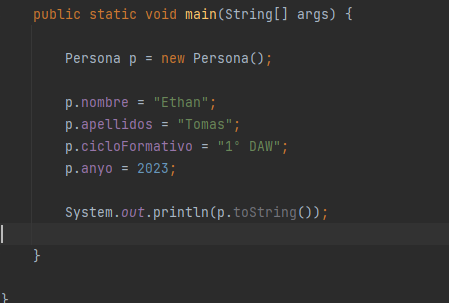 public static void main(String[] args) {
Persona p = new Persona();
p.nombre = "Ethan";
p.apellidos = "Tomas";
p.cicloFormativo = "1º DAW";
p.anyo = 2023;
System.out.println(p.toString());
}
}